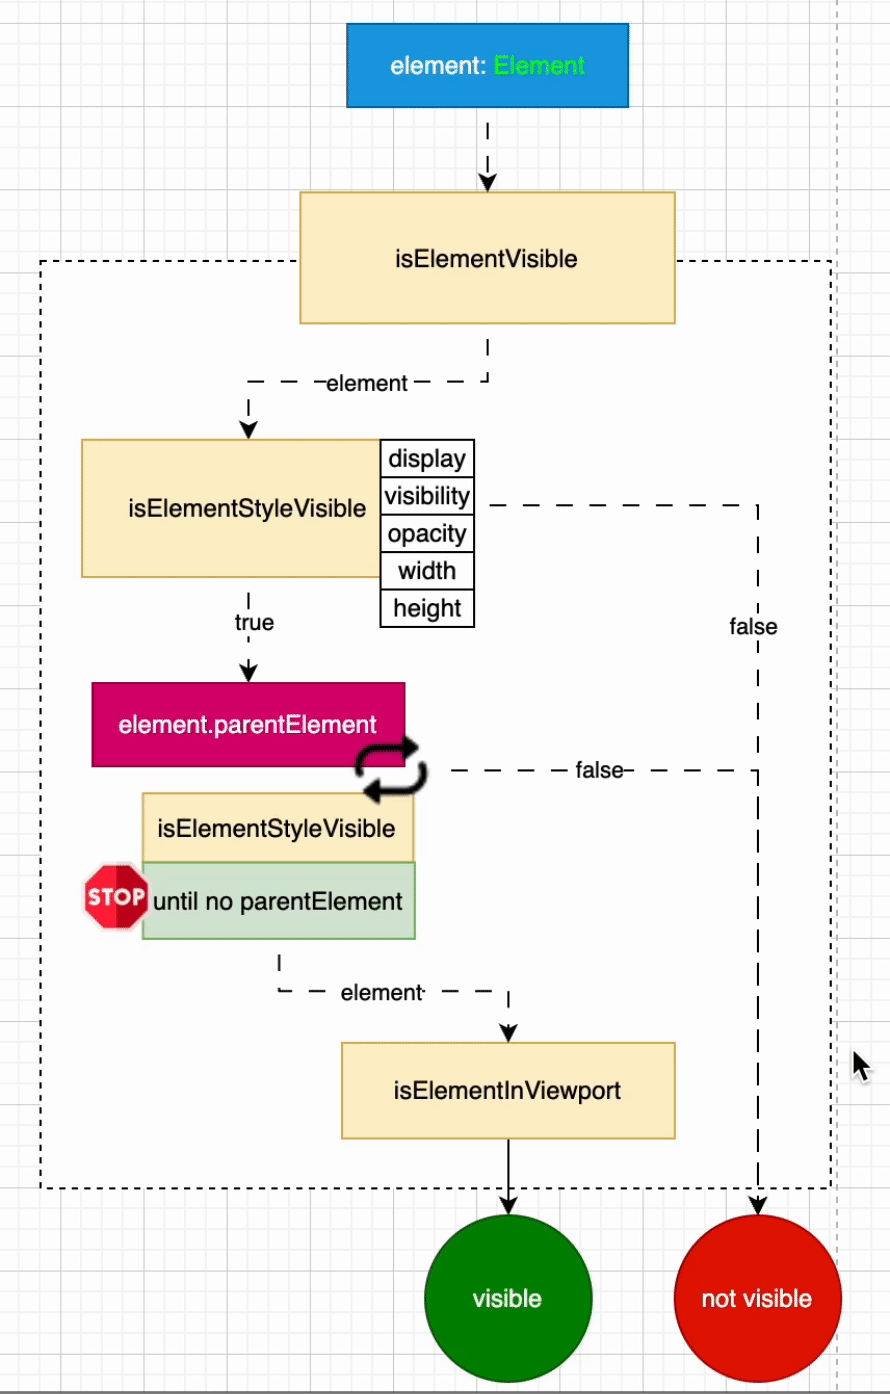 element: Element
isElementVisible
element
isElementStyleVisible
display
visibility
opacity
width
height
true
false
element.parentElement
false
isElementStyleVisible
STOP
until no parentElement
element
isElementInViewport
visible
not visible